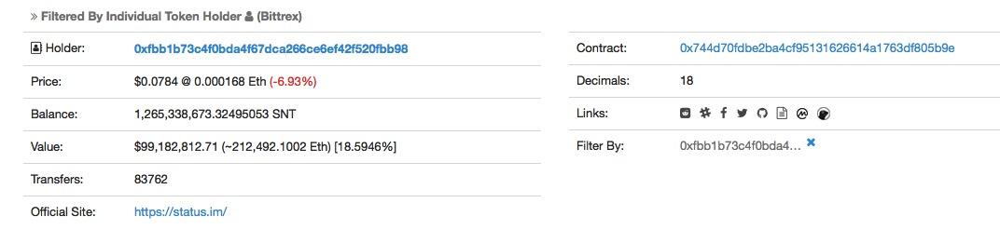 » Filtered By Individual Token Holder (Bittrex)
Holder: 0xfbb1b73c4f0bda4f67dca266ce6ef42f520fbb98
Price: $0.0784 @ 0.000168 Eth (-6.93%)
Balance: 1,265,338,673.32495053 SNT
Value: $99,182,812.71 (~212,492.1002 Eth) [18.5946%]
Transfers: 83762
Official Site: https://status.im/
Contract: 0x744d70fdbe2ba4cf95131626614a1763df805b9e
Decimals: 18
Links:
Filter By: 0xfbb1b73c4f0bda4...